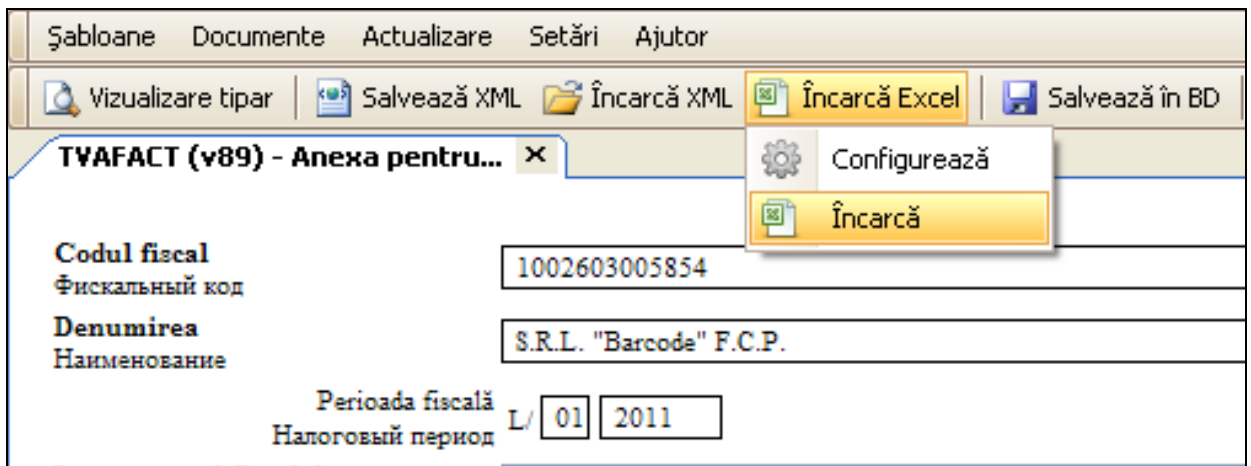 Şabloane Documente Actualizare Setări Ajutor
Vizualizare tipar Salvează XML Încarcă XML Încarcă Excel Salvează în BD
TVAFACT (v89) - Anexa pentru...
Configurează
Încarcă
Codul fiscal 1002603005854
Фискальный код
Denumirea S.R.L. "Barcode" F.C.P.
Наименование
Perioada fiscală L/ 01 2011
Налоговый период